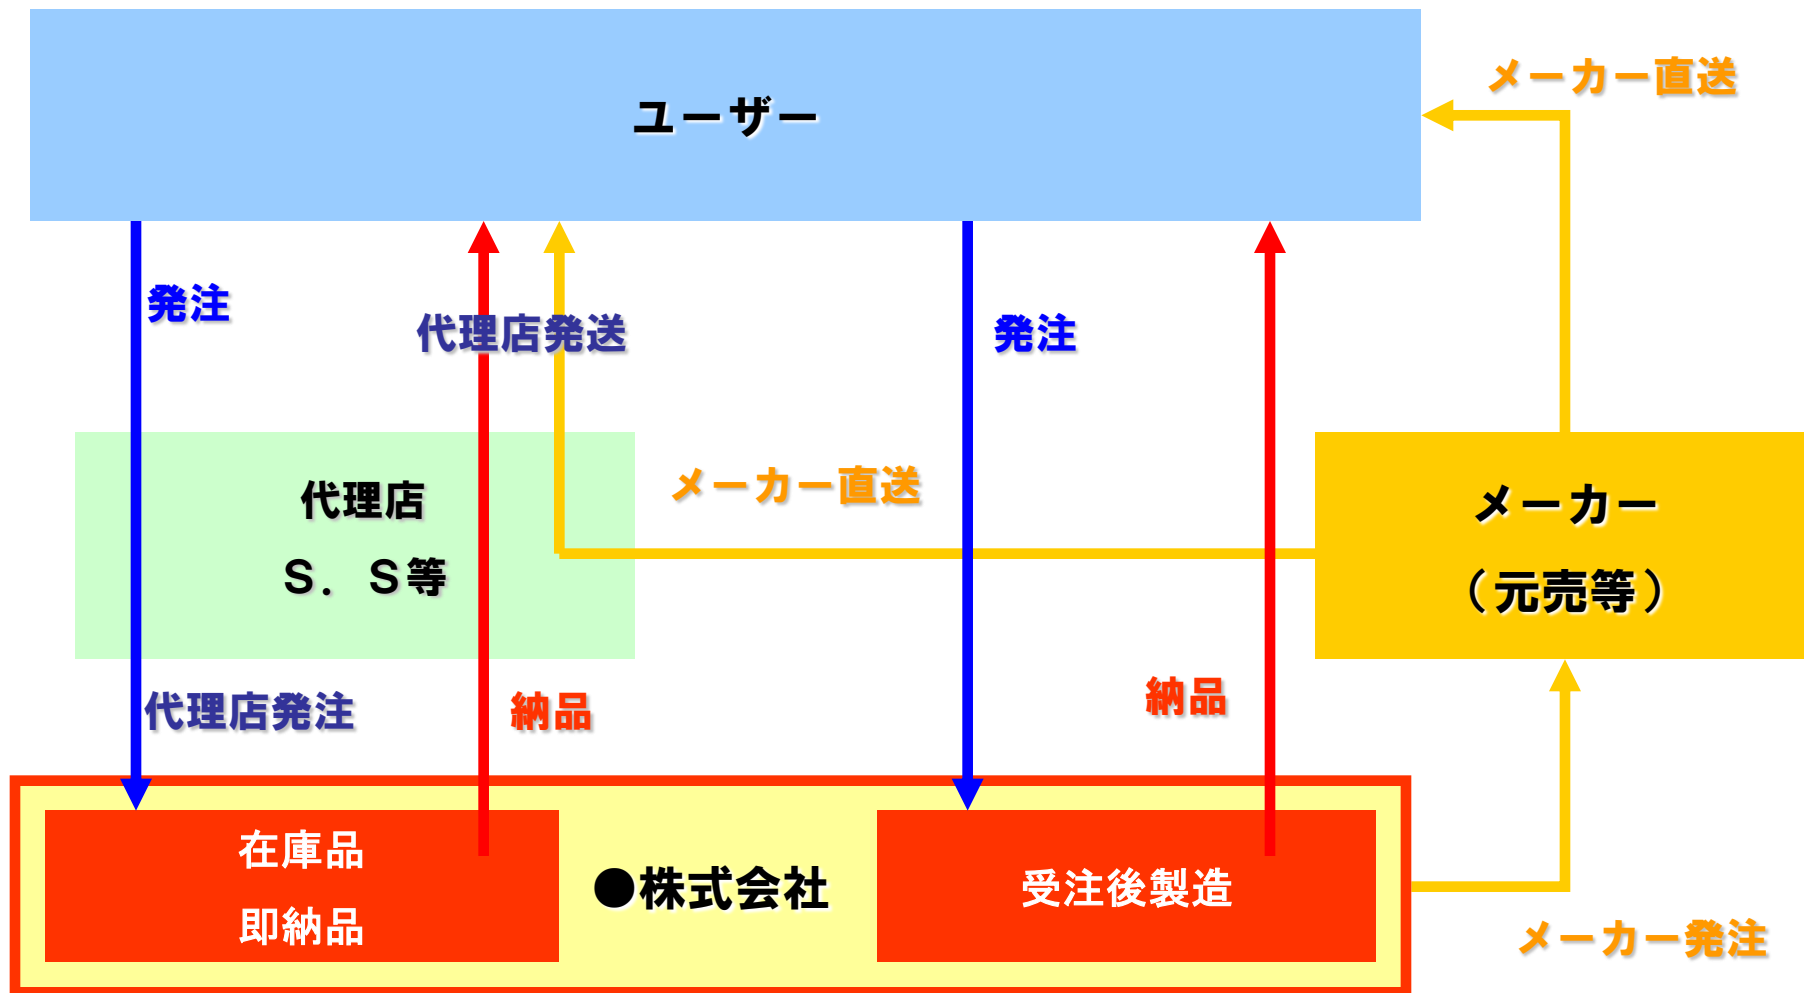 ユーザー
メーカー直送
発注
代理店発送
発注
メーカー直送
代理店
Ｓ．Ｓ等
メーカー
（元売等）
代理店発注
納品
納品
在庫品
即納品
●株式会社
受注後製造
メーカー発注